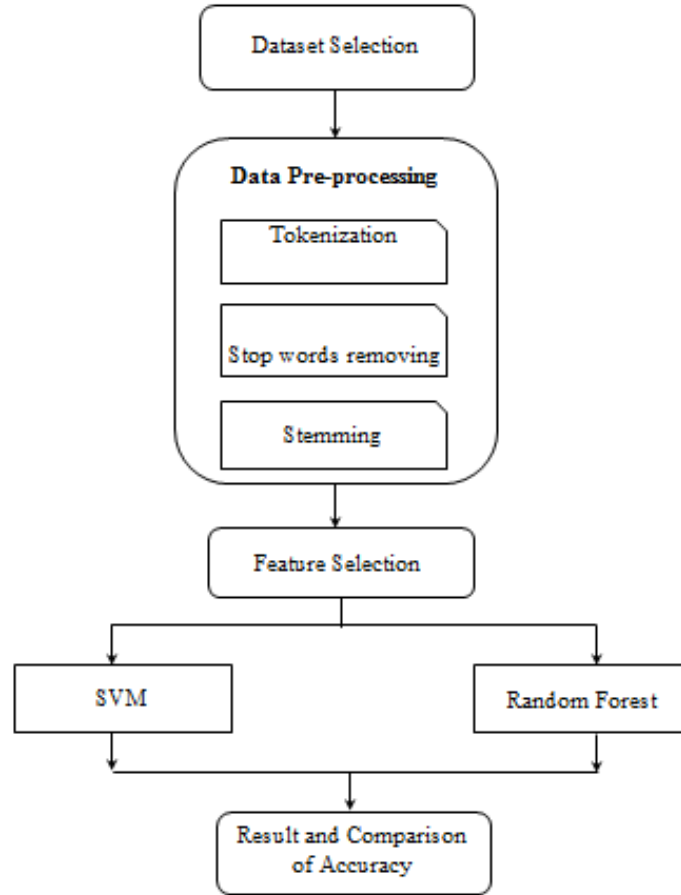 Dataset Selection
Data Pre-processing
Tokenization
Stop words removing
Stemming
Feature Selection
SVM
Random Forest
Result and Comparison
of Accuracy